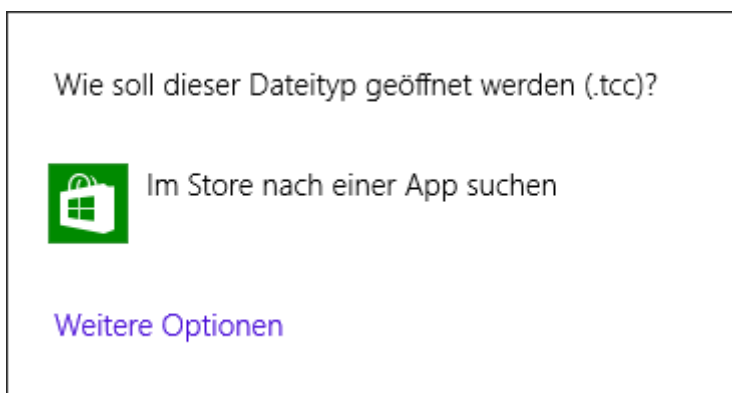 Wie soll dieser Dateityp geöffnet werden (.tcc)?
Im Store nach einer App suchen
Weitere Optionen